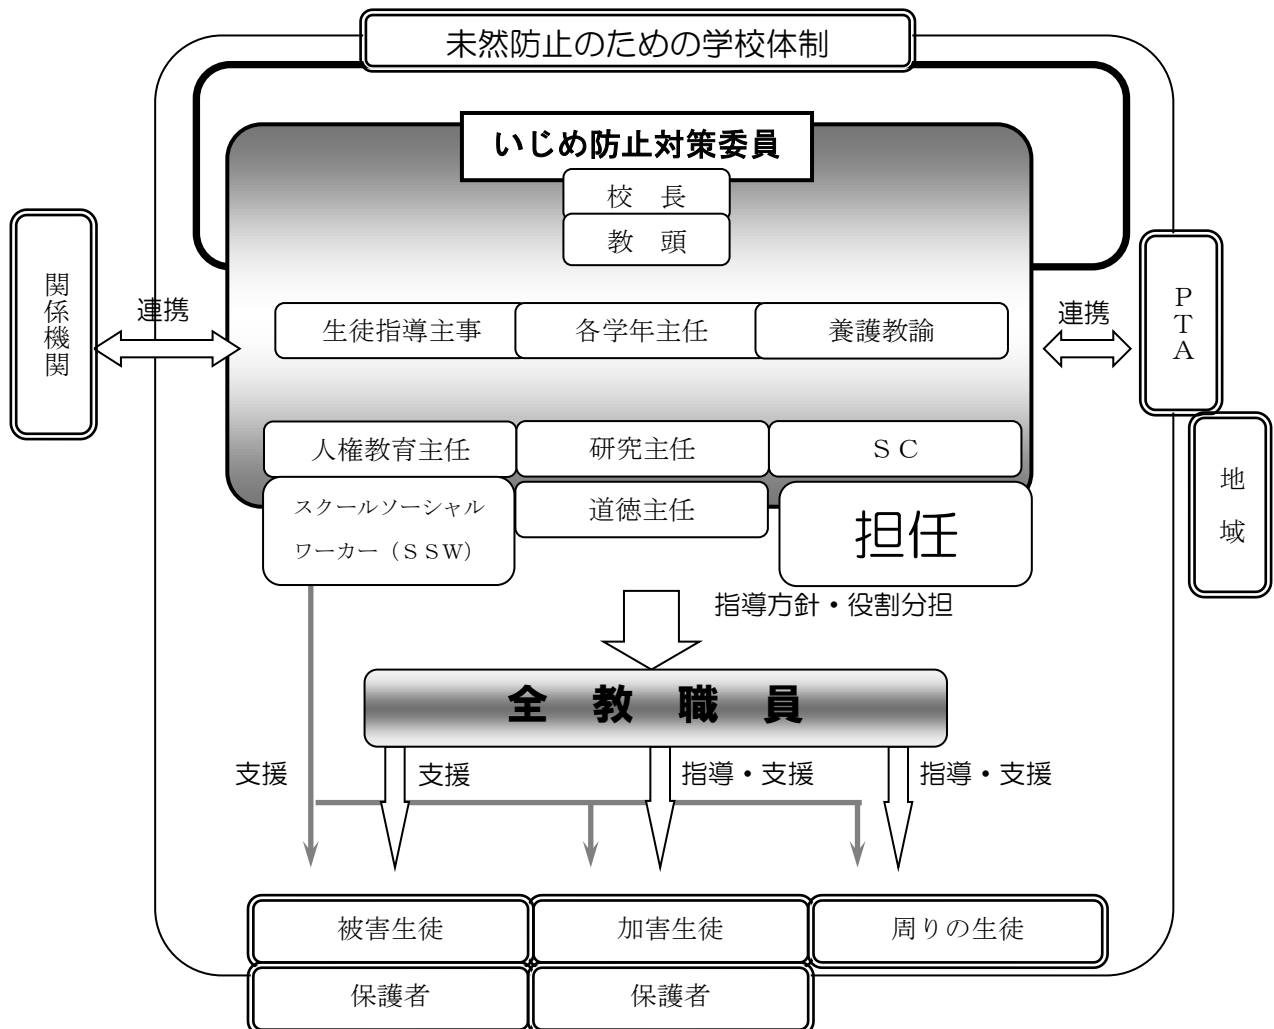 未然防止のための学校体制
いじめ防止対策委員
校　長
教　頭
関係機関
連携
生徒指導主事
各学年主任
養護教諭
連携
ＰＴＡ
人権教育主任
研究主任
ＳＣ
地域
スクールソーシャル
ワーカー（ＳＳＷ）
道徳主任
担任
指導方針・役割分担
全　教　職　員
支援
支援
指導・支援
指導・支援
被害生徒
加害生徒
周りの生徒
保護者
保護者